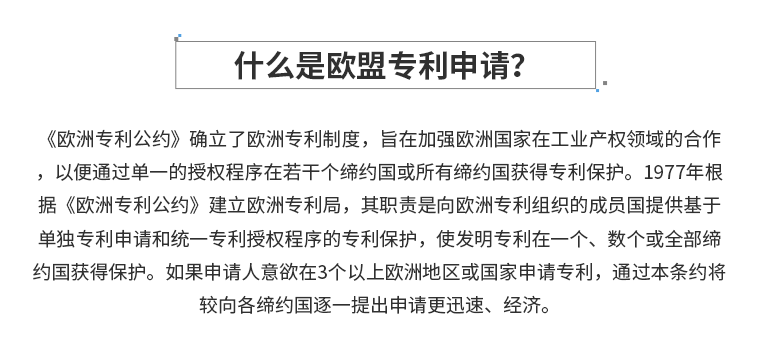 什么是欧盟专利申请？
《欧洲专利公约》确立了欧洲专利制度，旨在加强欧洲国家在工业产权领域的合作
，以便通过单一的授权程序在若干个缔约国或所有缔约国获得专利保护。1977年根
据《欧洲专利公约》建立欧洲专利局，其职责是向欧洲专利组织的成员国提供基于
单独专利申请和统一专利授权程序的专利保护，使发明专利在一个、数个或全部缔
约国获得保护。如果申请人意欲在3个以上欧洲地区或国家申请专利，通过本条约将
较向各缔约国逐一提出申请更迅速、经济。